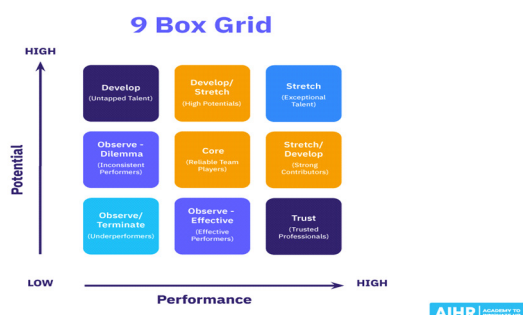 9 Box Grid
HIGH
Develop
(Untapped Talent)
Develop/
Stretch
(High Potentials)
Stretch
(Exceptional
Talent)
Potential
Observe -
Dilemma
(Inconsistent
Performers)
Core
(Reliable Team
Players)
Stretch/
Develop
(Strong
Contributors)
Observe/
Terminate
(Underperformers)
Observe -
Effective
(Effective
Performers)
Trust
(Trusted
Professionals)
LOW
HIGH
Performance
AIHR
ACADEMY TO